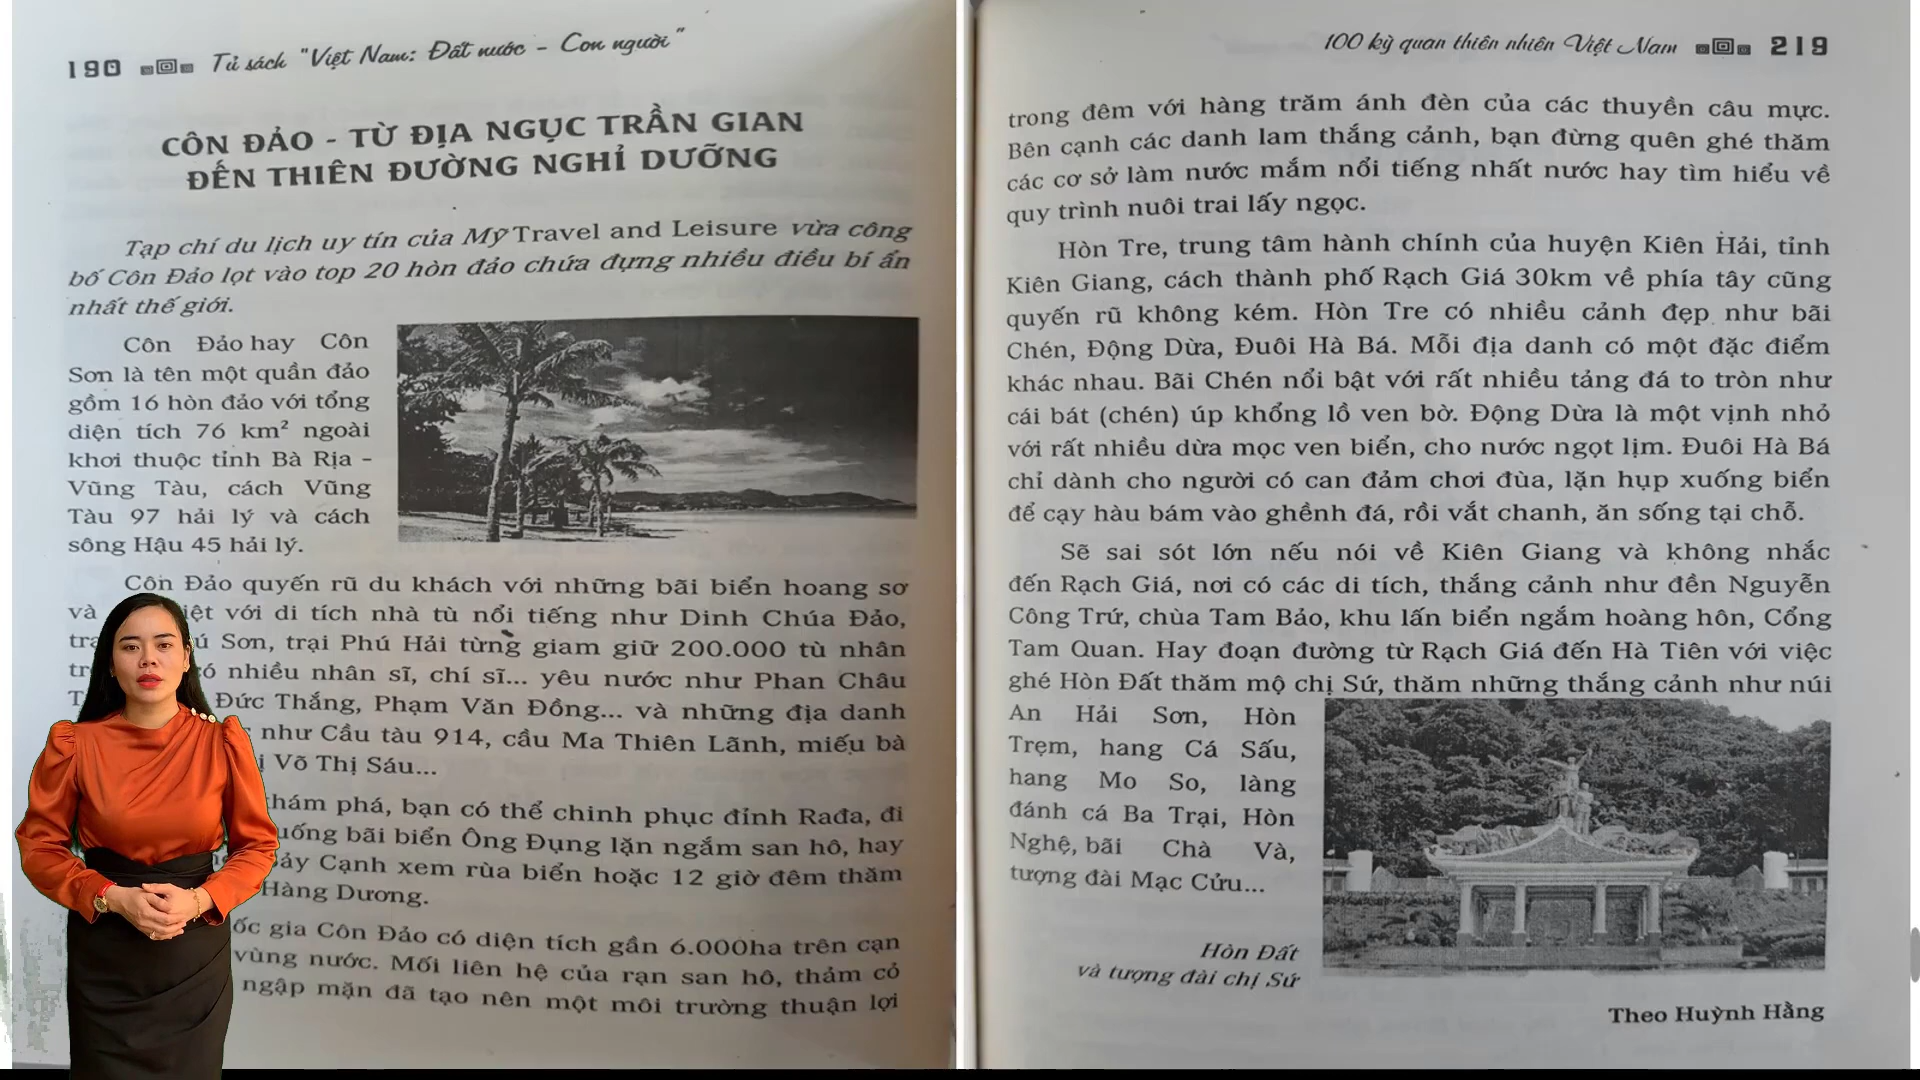 190 Tủ sách "Việt Nam: Đất nước - Con người"
CÔN ĐẢO - TỪ ĐỊA NGỤC TRẦN GIAN
ĐẾN THIÊN ĐƯỜNG NGHỈ DƯỠNG
Tạp chí du lịch uy tín của Mỹ Travel and Leisure vừa công
bố Côn Đảo lọt vào top 20 hòn đảo chứa đựng nhiều điều bí ẩn
nhất thế giới.
Côn Đảo hay Côn
Sơn là tên một quần đảo
gồm 16 hòn đảo với tổng
diện tích 76 km² ngoài
khơi thuộc tỉnh Bà Rịa -
Vũng Tàu, cách Vũng
Tàu 97 hải lý và cách
sông Hậu 45 hải lý.
Côn Đảo quyến rũ du khách với những bãi biển hoang sơ
và với di tích nhà tù nổi tiếng như Dinh Chúa Đảo,
Sơn, trại Phú Hải từng giam giữ 200.000 tù nhân
có nhiều nhân sĩ, chí sĩ... yêu nước như Phan Châu
Đức Thắng, Phạm Văn Đồng... và những địa danh
như Cầu tàu 914, cầu Ma Thiên Lãnh, miếu bà
Võ Thị Sáu...
khám phá, bạn có thể chinh phục đỉnh Rađa, đi
xuống bãi biển Ông Đụng lặn ngắm san hô, hay
Bảy Cạnh xem rùa biển hoặc 12 giờ đêm thăm
Hàng Dương.
gia Côn Đảo có diện tích gần 6.000ha trên cạn
vùng nước. Mối liên hệ của rạn san hô, thảm cỏ
ngập mặn đã tạo nên một môi trường thuận lợi
100 kỳ quan thiên nhiên Việt Nam 219
trong đêm với hàng trăm ánh đèn của các thuyền câu mực.
Bên cạnh các danh lam thắng cảnh, bạn đừng quên ghé thăm
các cơ sở làm nước mắm nổi tiếng nhất nước hay tìm hiểu về
quy trình nuôi trai lấy ngọc.
Hòn Tre, trung tâm hành chính của huyện Kiên Hải, tỉnh
Kiên Giang, cách thành phố Rạch Giá 30km về phía tây cũng
quyến rũ không kém. Hòn Tre có nhiều cảnh đẹp như bãi
Chén, Động Dừa, Đuôi Hà Bá. Mỗi địa danh có một đặc điểm
khác nhau. Bãi Chén nổi bật với rất nhiều tảng đá to tròn như
cái bát (chén) úp khổng lồ ven bờ. Động Dừa là một vịnh nhỏ
với rất nhiều dừa mọc ven biển, cho nước ngọt lịm. Đuôi Hà Bá
chỉ dành cho người có can đảm chơi đùa, lặn hụp xuống biển
để cạy hàu bám vào ghềnh đá, rồi vắt chanh, ăn sống tại chỗ.
Sẽ sai sót lớn nếu nói về Kiên Giang và không nhắc
đến Rạch Giá, nơi có các di tích, thắng cảnh như đền Nguyễn
Công Trứ, chùa Tam Bảo, khu lấn biển ngắm hoàng hôn, Cổng
Tam Quan. Hay đoạn đường từ Rạch Giá đến Hà Tiên với việc
ghé Hòn Đất thăm mộ chị Sứ, thăm những thắng cảnh như núi
An Hải Sơn, Hòn
Trẹm, hang Cá Sấu,
hang Mo So, làng
đánh cá Ba Trại, Hòn
Nghệ, bãi Chà Và,
tượng đài Mạc Cửu...
Hòn Đất
và tượng đài chị Sứ
Theo Huỳnh Hằng